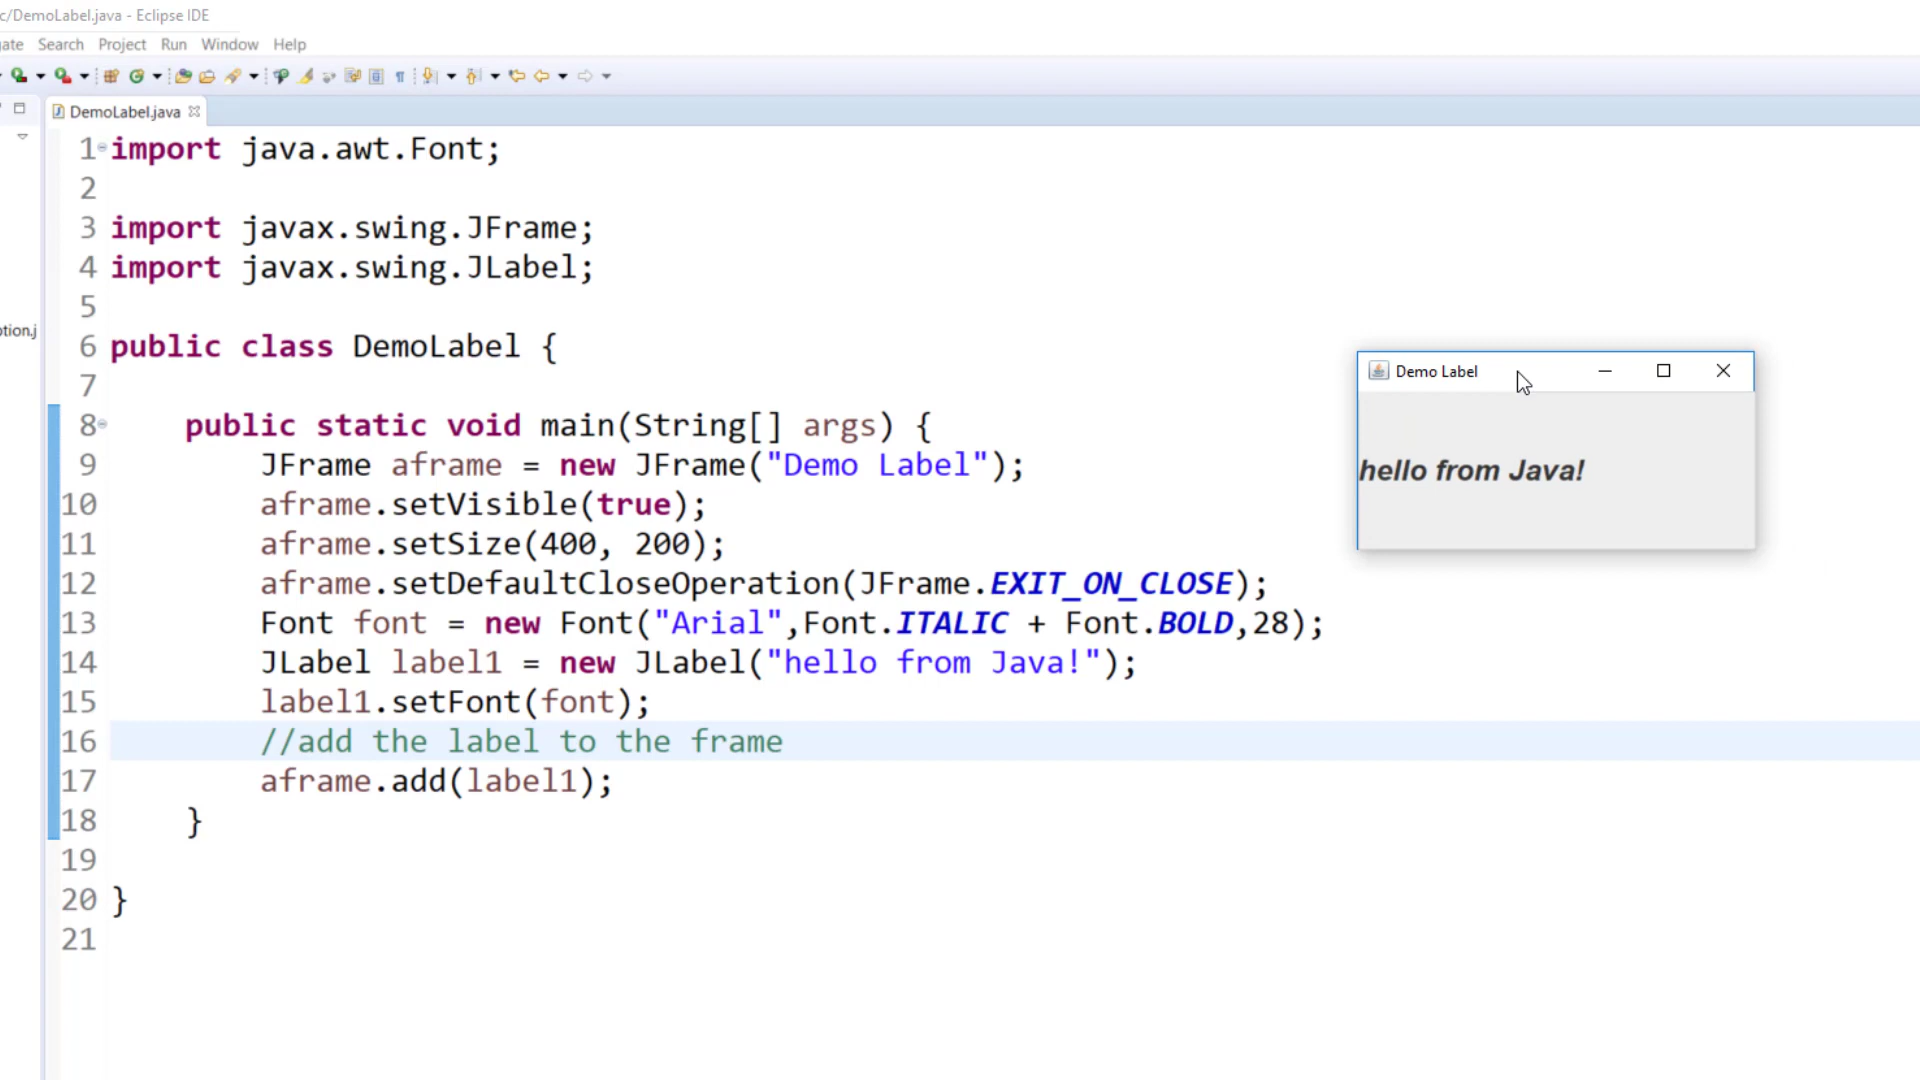 c/DemoLabel.java - Eclipse IDE
gate Search Project Run Window Help
DemoLabel.java
1 import java.awt.Font;
2
3 import javax.swing.JFrame;
4 import javax.swing.JLabel;
5
ption.j
6 public class DemoLabel {
7
Demo Label
8 public static void main(String[] args) {
9 JFrame aframe = new JFrame("Demo Label");
hello from Java!
10 aframe.setVisible(true);
11 aframe.setSize(400, 200);
12 aframe.setDefaultCloseOperation(JFrame.EXIT_ON_CLOSE);
13 Font font = new Font("Arial",Font.ITALIC + Font.BOLD,28);
14 JLabel label1 = new JLabel("hello from Java!");
15 label1.setFont(font);
16 //add the label to the frame
17 aframe.add(label1);
18 }
19
20 }
21